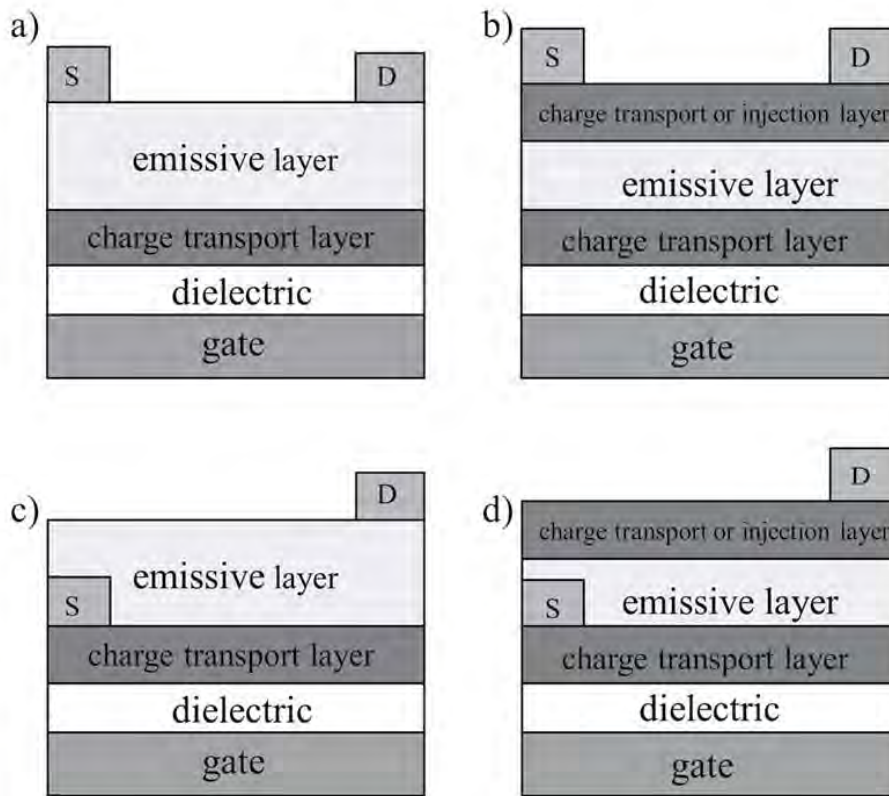 a)
S
D
emissive layer
charge transport layer
dielectric
gate
b)
S
D
charge transport or injection layer
emissive layer
charge transport layer
dielectric
gate
c)
D
emissive layer
S
charge transport layer
dielectric
gate
d)
D
charge transport or injection layer
S
emissive layer
charge transport layer
dielectric
gate